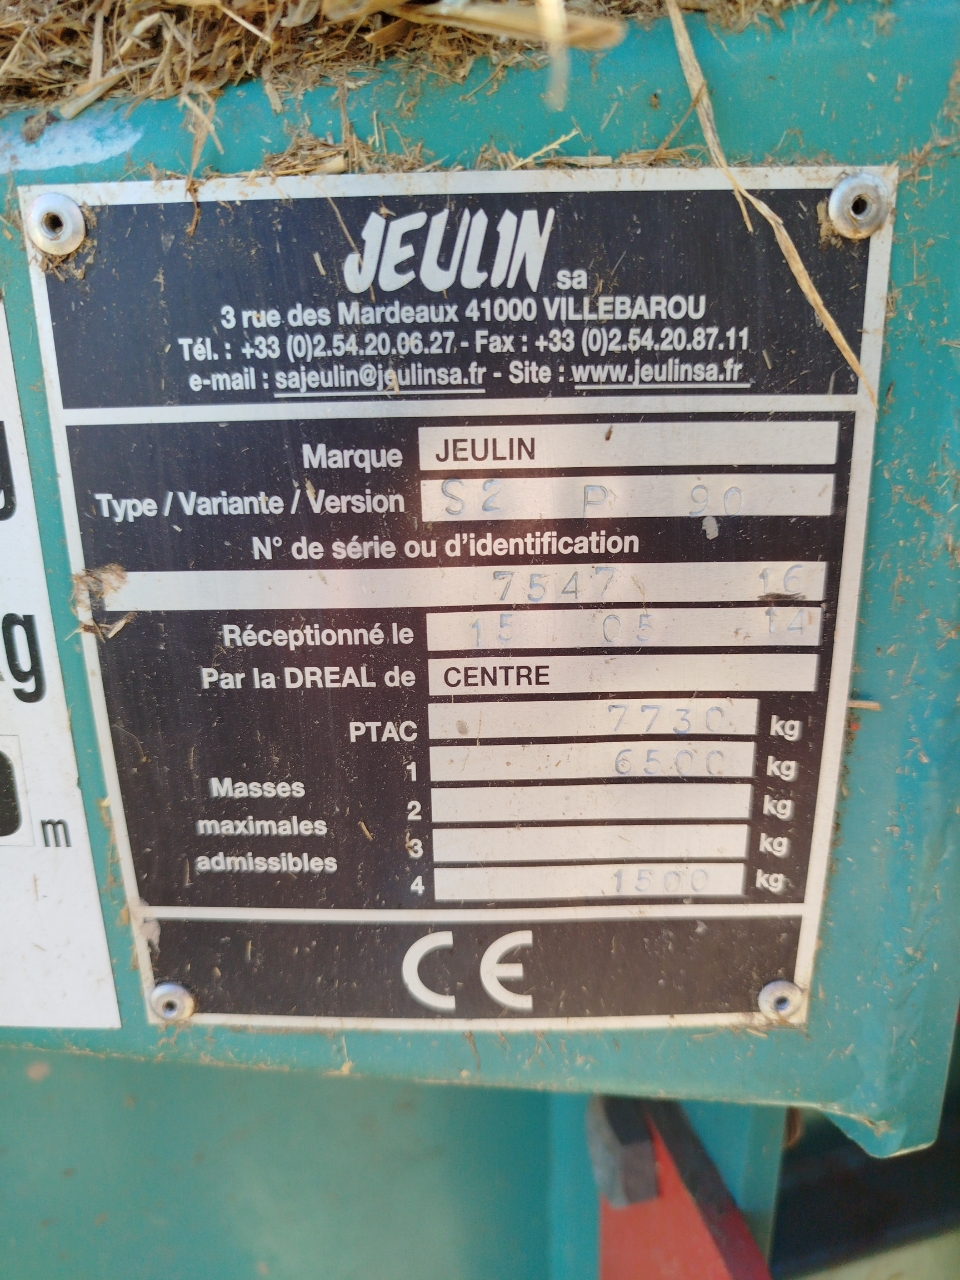 JEULIN sa
3 rue des Mardeaux 41000 VILLEBAROU
Tél. : +33 (0)2.54.20.06.27 - Fax : +33 (0)2.54.20.87.11
e-mail : sajeulin@jeulinsa.fr - Site : www.jeulinsa.fr
Marque JEULIN
Type / Variante / Version S2 P 90
N° de série ou d'identification
7547 16
Réceptionné le 15 05 14
Par la DREAL de CENTRE
PTAC 7730 kg
1 6500 kg
Masses
2 kg
maximales
3 kg
admissibles
4 1500 kg
CE
g
m